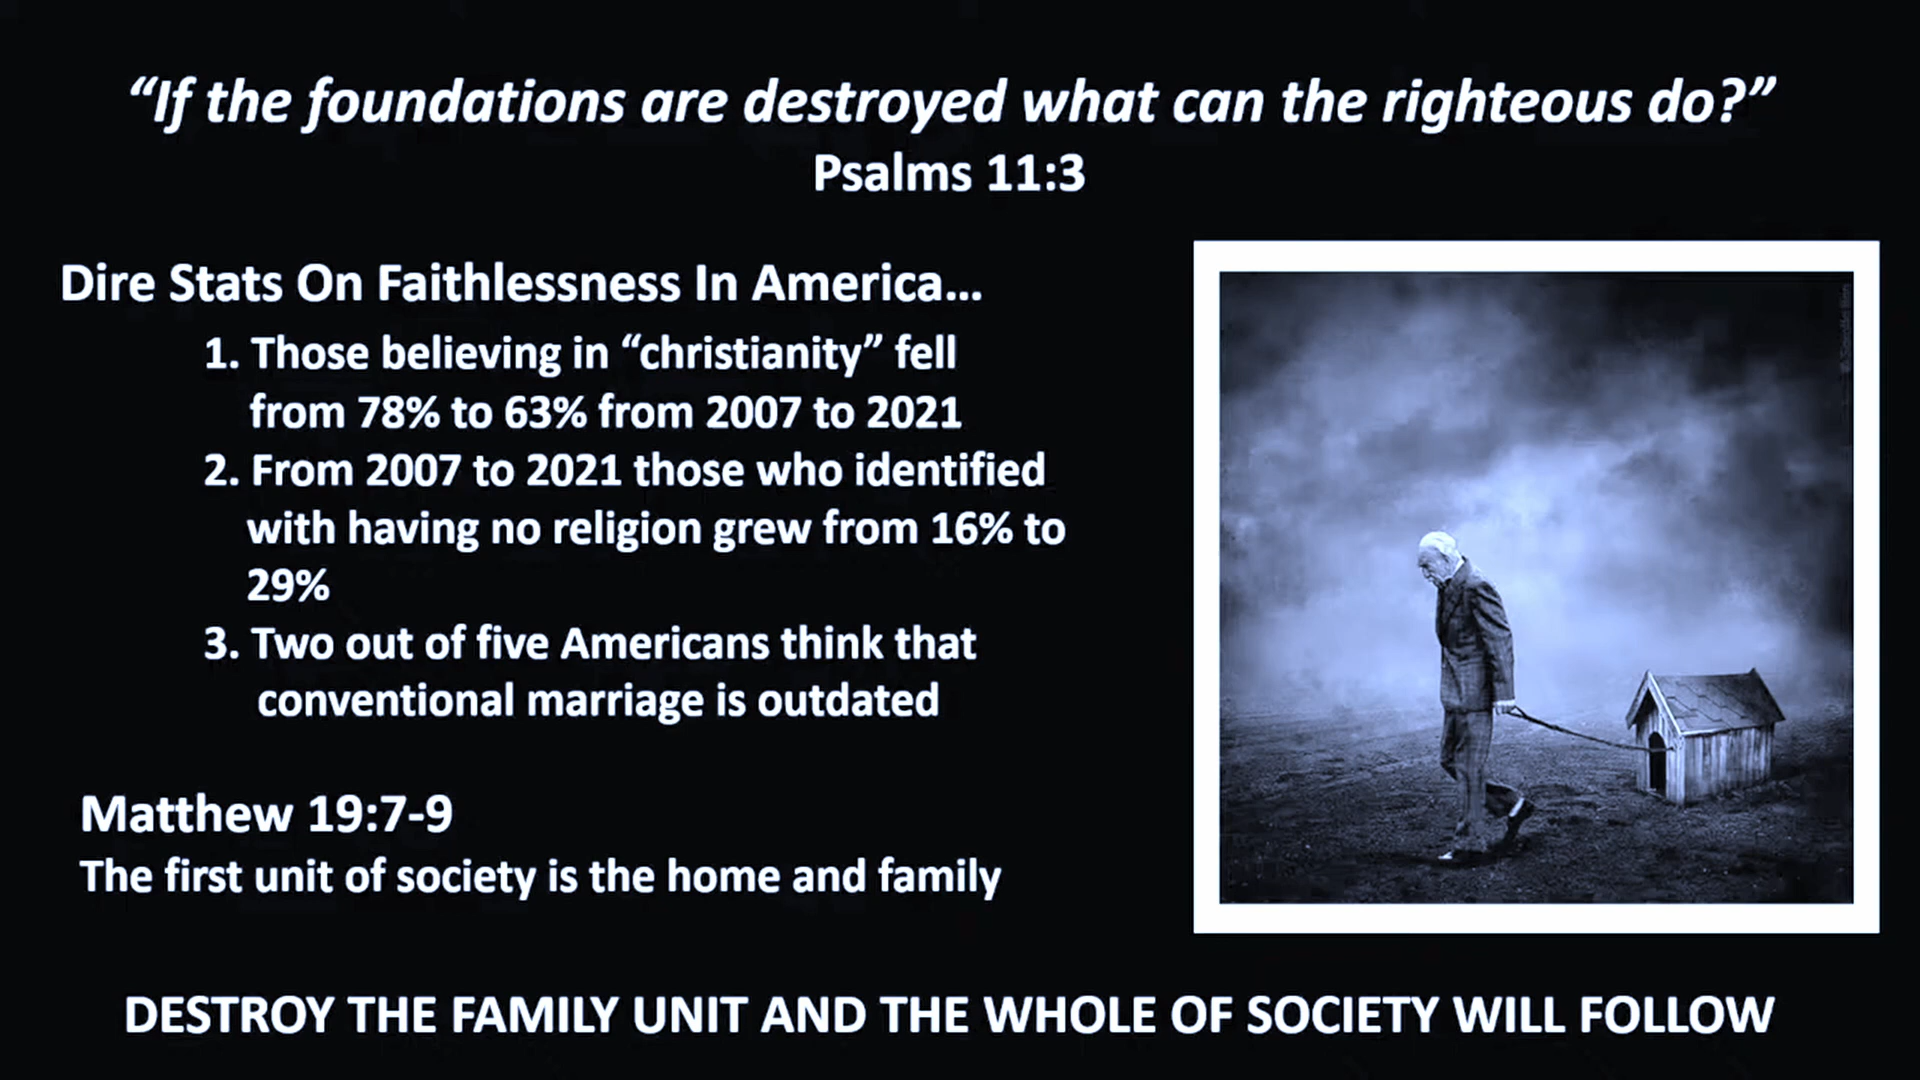 “If the foundations are destroyed what can the righteous do?”
Psalms 11:3
Dire Stats On Faithlessness In America...
1. Those believing in “christianity” fell
from 78% to 63% from 2007 to 2021
2. From 2007 to 2021 those who identified
with having no religion grew from 16% to
29%
3. Two out of five Americans think that
conventional marriage is outdated
Matthew 19:7-9
The first unit of society is the home and family
DESTROY THE FAMILY UNIT AND THE WHOLE OF SOCIETY WILL FOLLOW